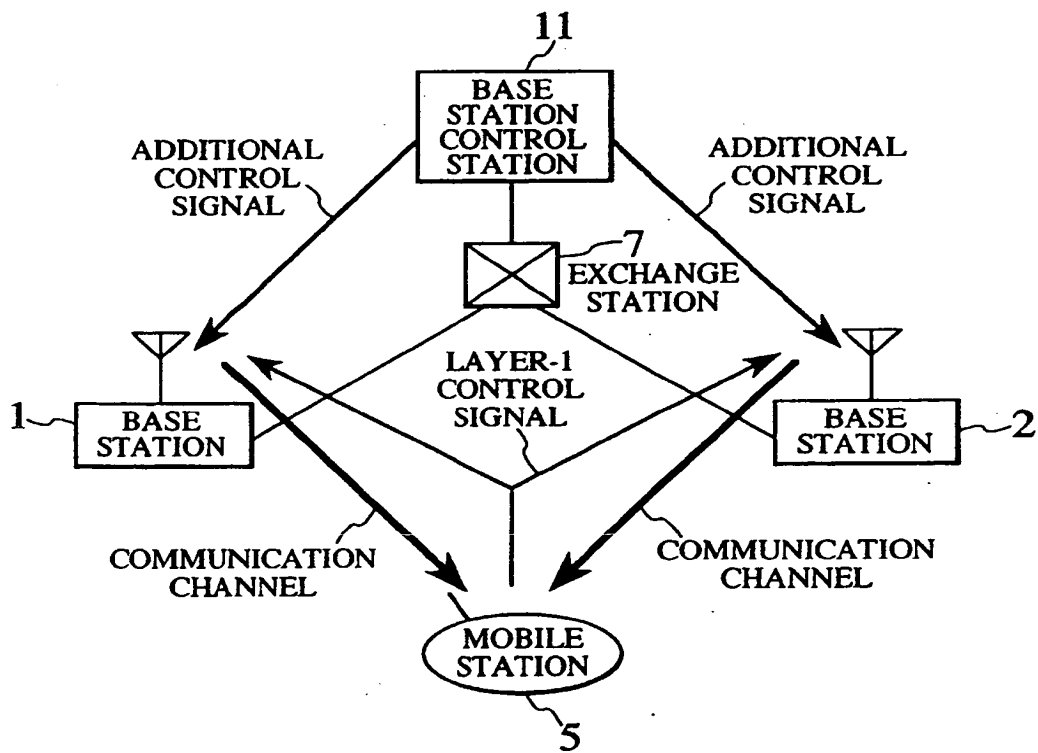 11
BASE
STATION
CONTROL
STATION
ADDITIONAL
CONTROL
SIGNAL
ADDITIONAL
CONTROL
SIGNAL
7
EXCHANGE
STATION
LAYER-1
CONTROL
SIGNAL
1
BASE
STATION
BASE
STATION
2
COMMUNICATION
CHANNEL
COMMUNICATION
CHANNEL
MOBILE
STATION
5